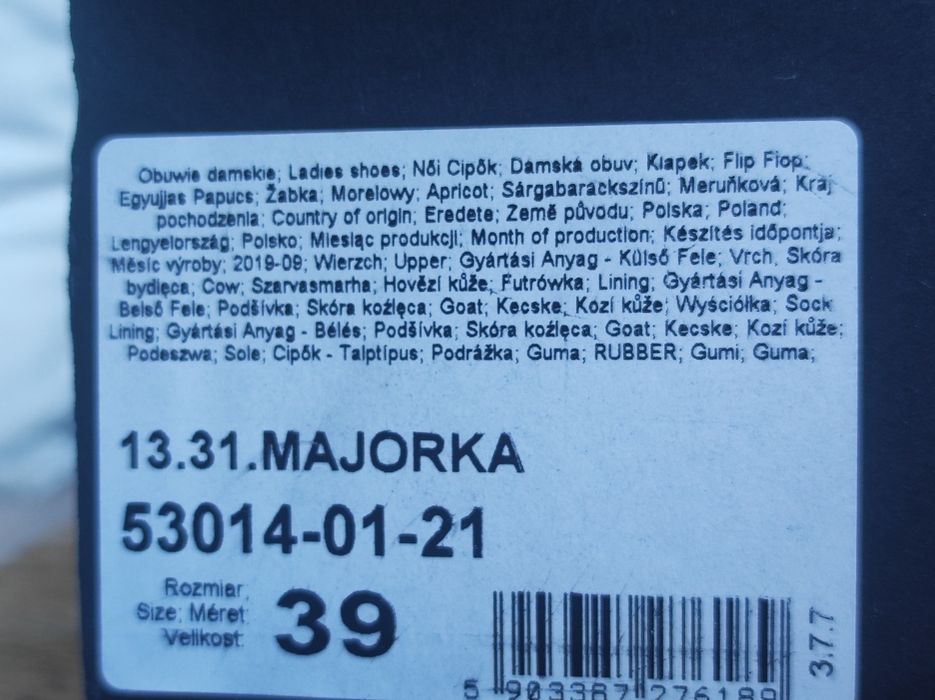 Obuwie damskie; Ladies shoes; Női Cipők; Damská obuv; Klapek; Flip Flop;
Egyujjas Papucs; Žabka; Morelowy; Apricot; Sárgabarackszínű; Meruňková; Kraj
pochodzenia; Country of origin; Eredete; Země původu; Polska; Poland;
Lengyelország; Polsko; Miesiąc produkcji; Month of production; Készítés időpontja;
Měsíc výroby; 2019-09; Wierzch; Upper; Gyártási Anyag - Külső Fele; Vrch, Skóra
bydlęca; Cow; Szarvasmarha; Hovězí kůže; Futrówka; Lining; Gyártási Anyag -
Belső Fele; Podšívka; Skóra koźlęca; Goat; Kecske; Kozí kůže; Wyściółka; Sock
Lining; Gyártási Anyag - Bélés; Podšívka; Skóra koźlęca; Goat; Kecske; Kozí kůže;
Podeszwa; Sole; Cipők - Talptípus; Podrážka; Guma; RUBBER; Gumi; Guma;
13.31.MAJORKA
53014-01-21
Rozmiar;
Size; Méret;
Velikost:
39
3.7.7
5 903387 276189